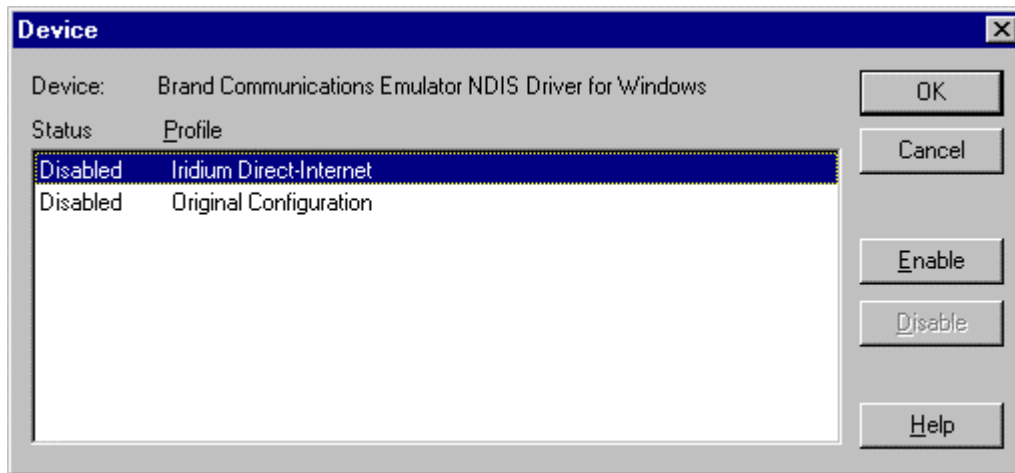 Device
Device: Brand Communications Emulator NDIS Driver for Windows
Status Profile
Disabled Iridium Direct-Internet
Disabled Original Configuration
OK
Cancel
Enable
Disable
Help